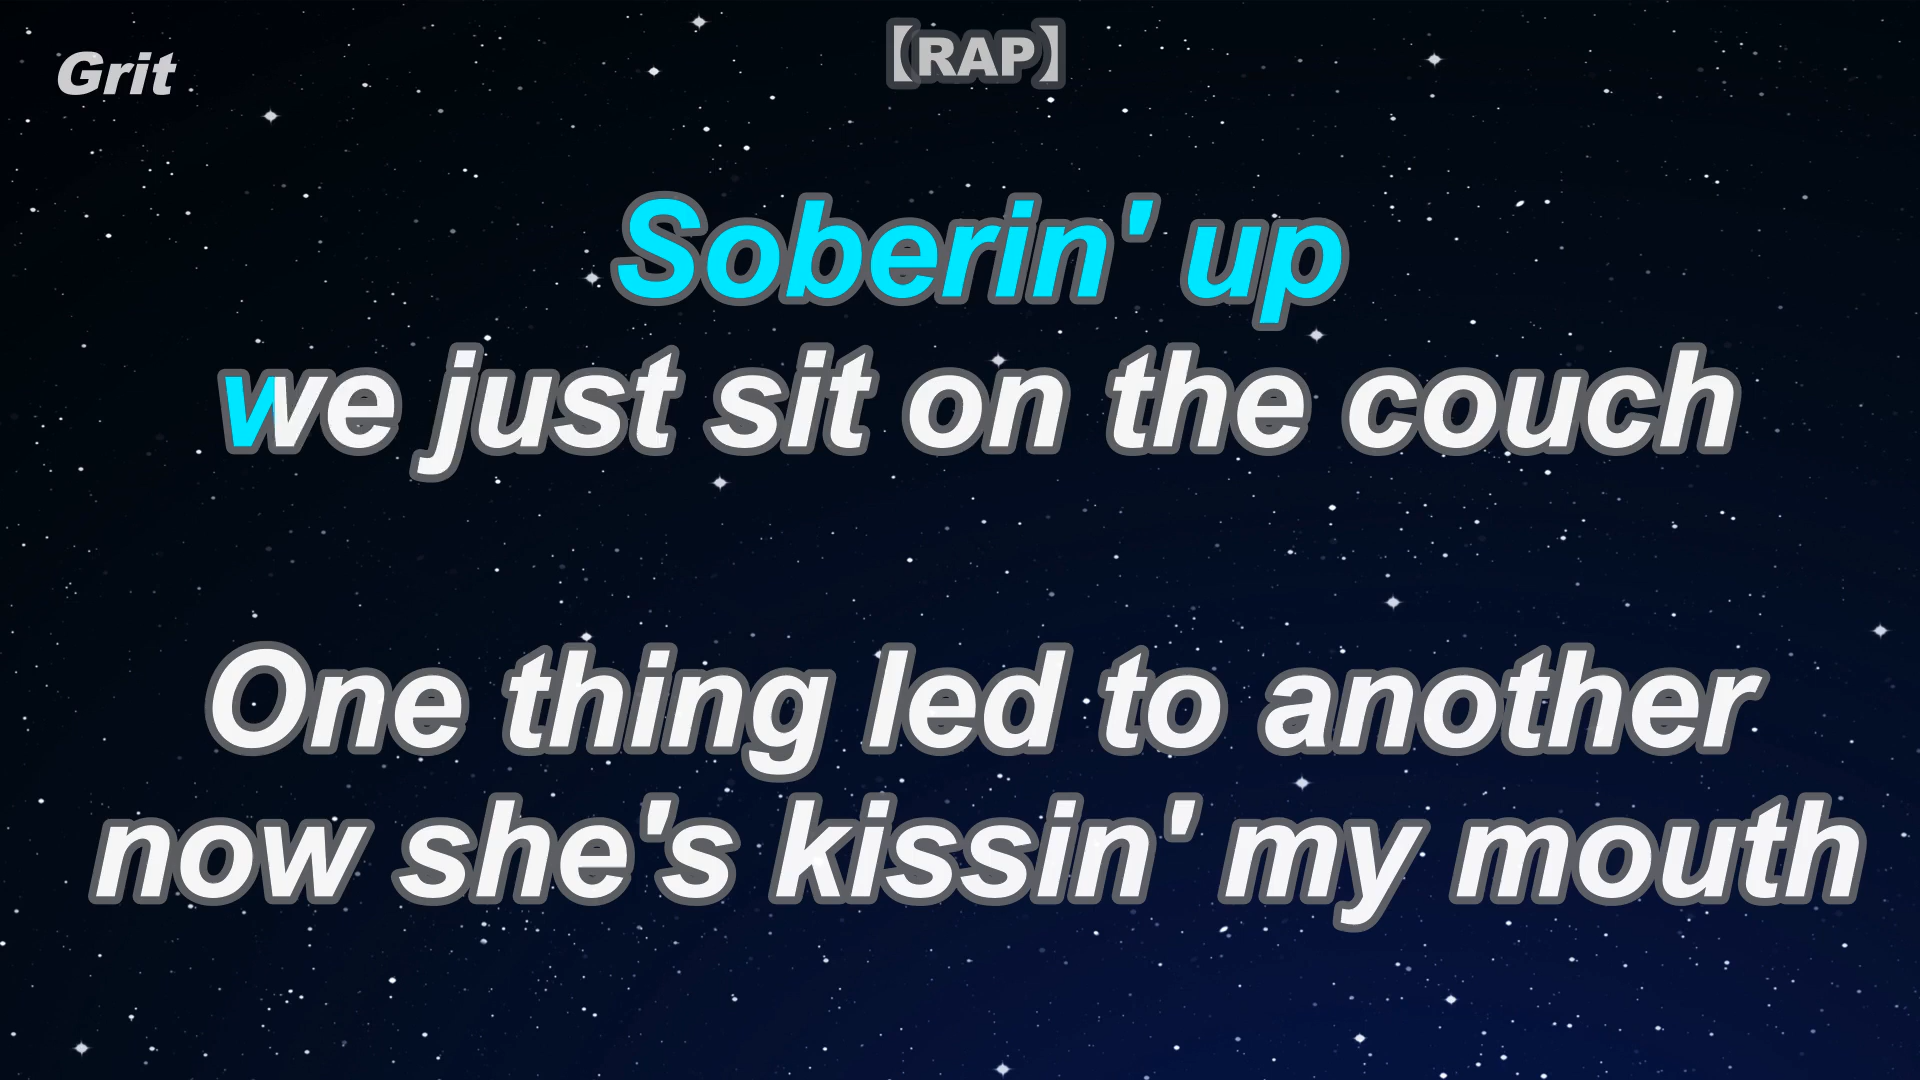 Grit
【RAP】
Soberin' up
we just sit on the couch
One thing led to another
now she's kissin' my mouth